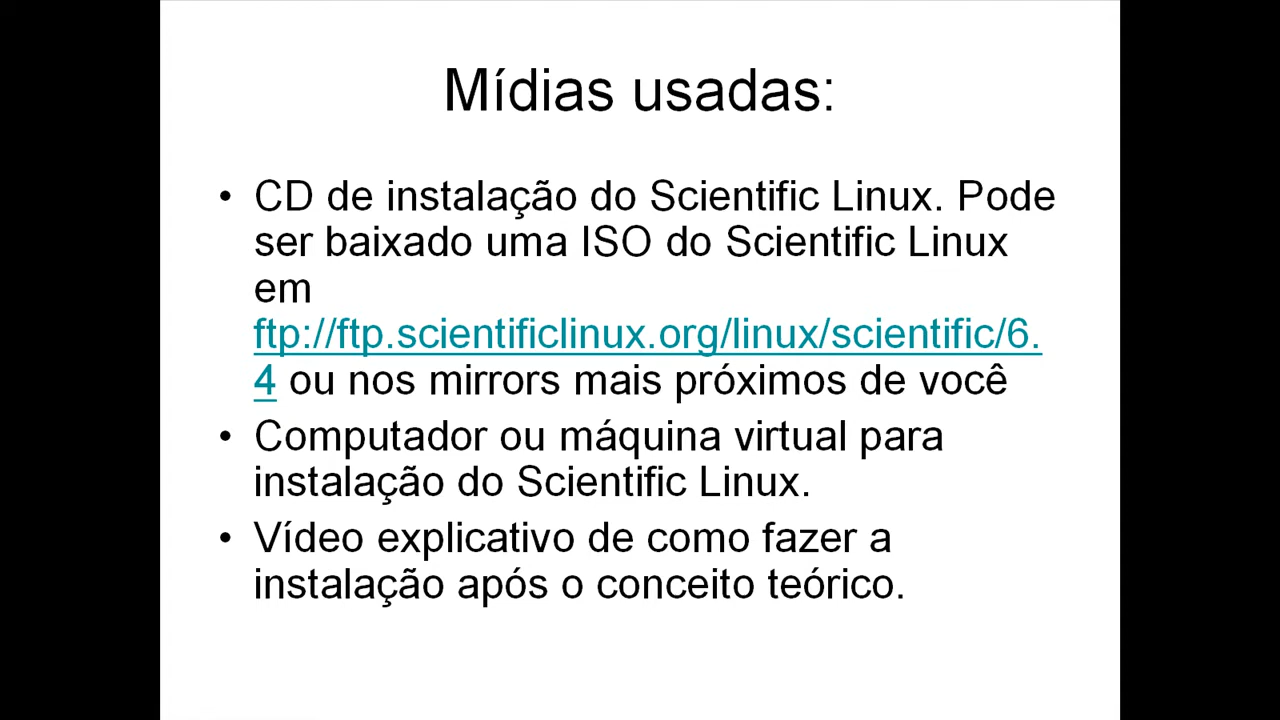 Mídias usadas:
• CD de instalação do Scientific Linux. Pode
ser baixado uma ISO do Scientific Linux
em
ftp://ftp.scientificlinux.org/linux/scientific/6.
4 ou nos mirrors mais próximos de você
• Computador ou máquina virtual para
instalação do Scientific Linux.
• Vídeo explicativo de como fazer a
instalação após o conceito teórico.